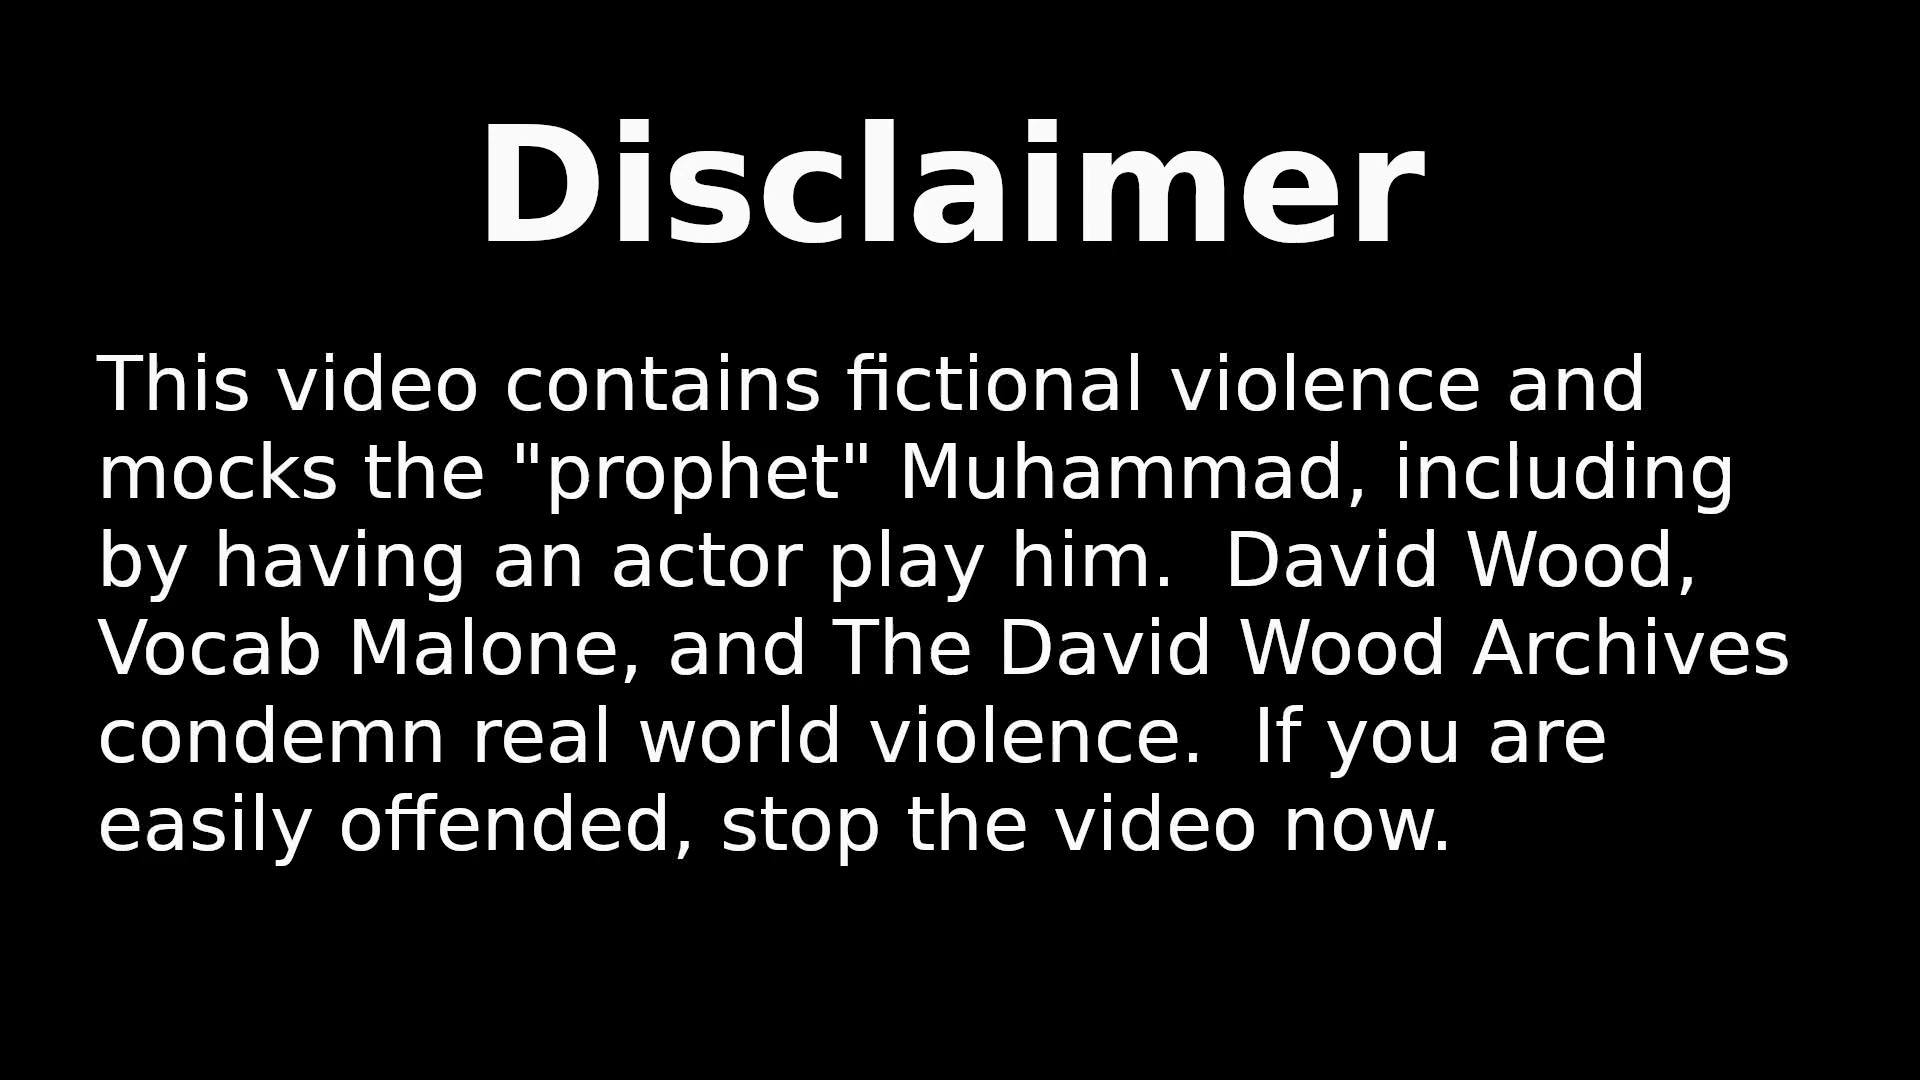 Disclaimer
This video contains fictional violence and
mocks the "prophet" Muhammad, including
by having an actor play him.  David Wood,
Vocab Malone, and The David Wood Archives
condemn real world violence.  If you are
easily offended, stop the video now.